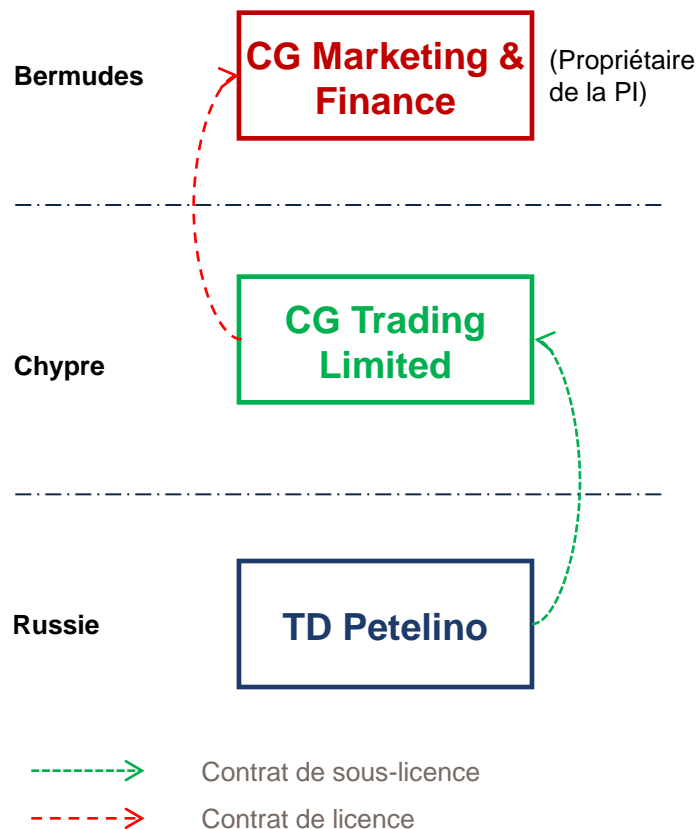 Bermudes
CG Marketing &
Finance
(Propriétaire
de la PI)
Chypre
CG Trading
Limited
Russie
TD Petelino
Contrat de sous-licence
Contrat de licence